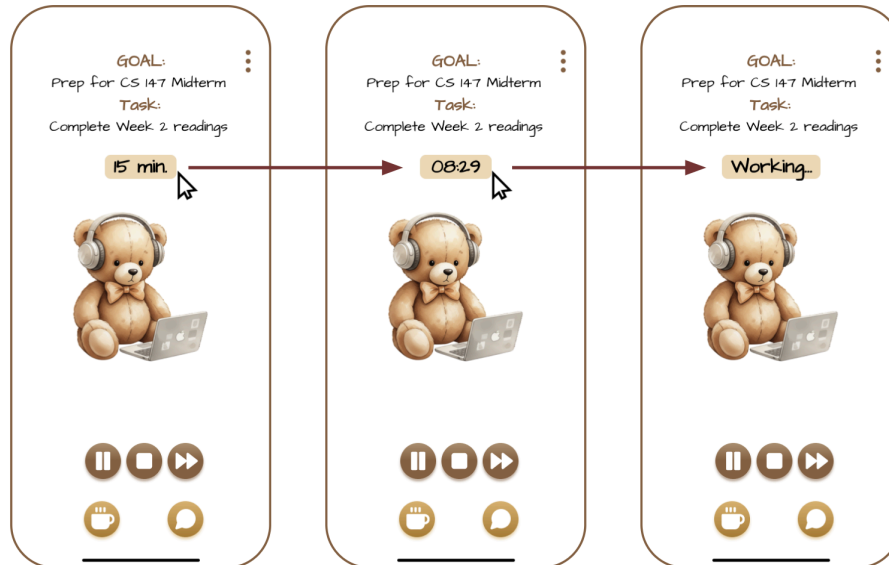 GOAL:
Prep for CS 147 Midterm
Task:
Complete Week 2 readings
15 min.
GOAL:
Prep for CS 147 Midterm
Task:
Complete Week 2 readings
08:29
GOAL:
Prep for CS 147 Midterm
Task:
Complete Week 2 readings
Working...